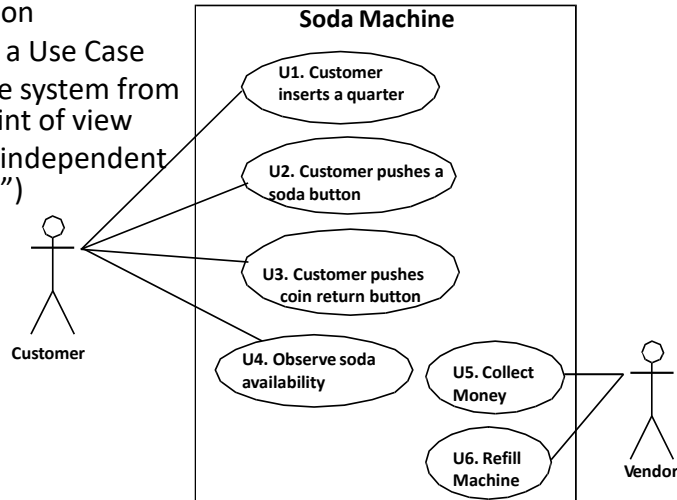 on
a Use Case
e system from
int of view
independent
”)
Soda Machine
U1. Customer
inserts a quarter
U2. Customer pushes a
soda button
U3. Customer pushes
coin return button
U4. Observe soda
availability
U5. Collect
Money
U6. Refill
Machine
Customer
Vendor